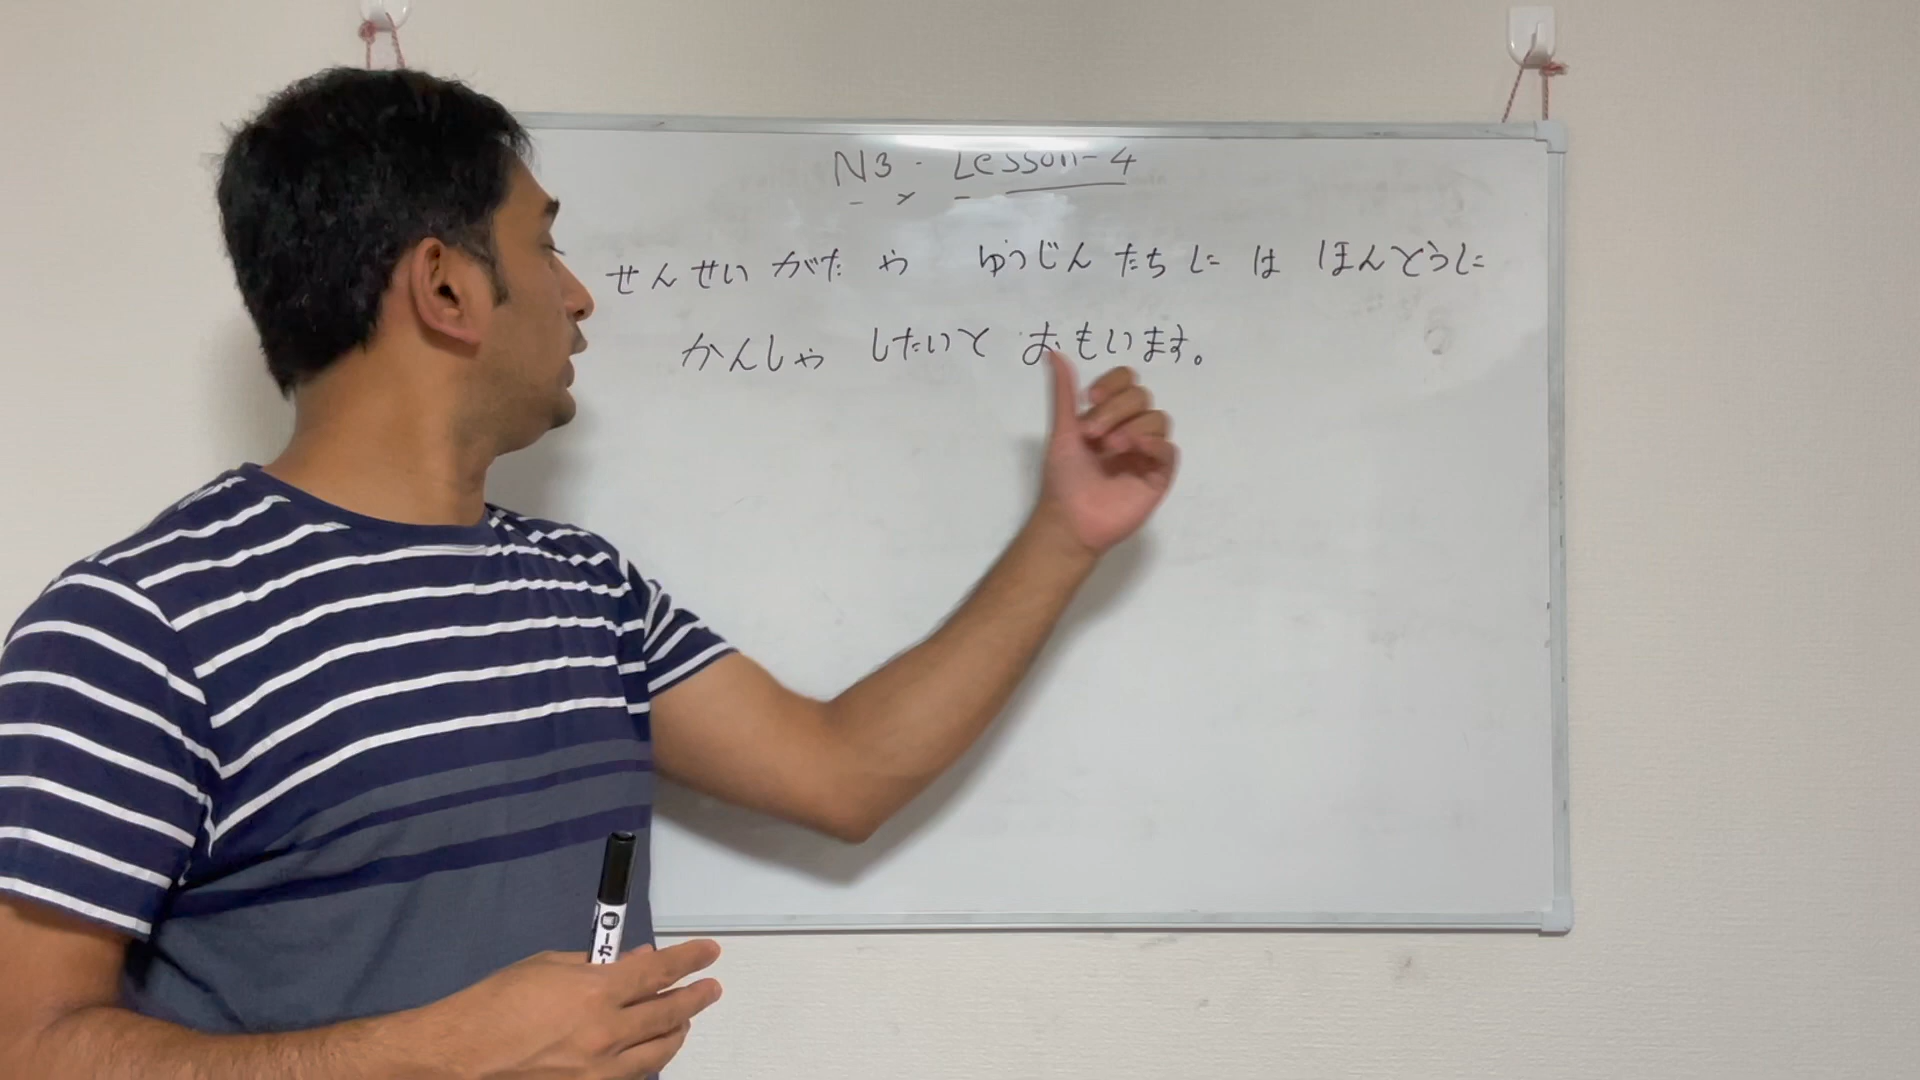 N3 - Lesson-4
せんせい がた や ゆうじん たちには ほんとうに
かんしゃ したいと おもいます。